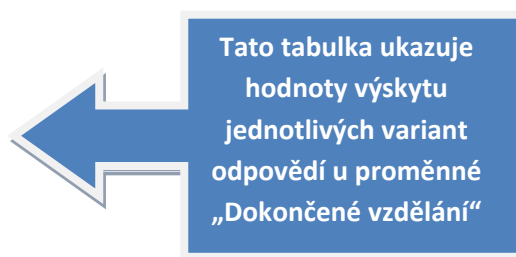 Tato tabulka ukazuje
hodnoty výskytu
jednotlivých variant
odpovědí u proměnné
„Dokončené vzdělání“